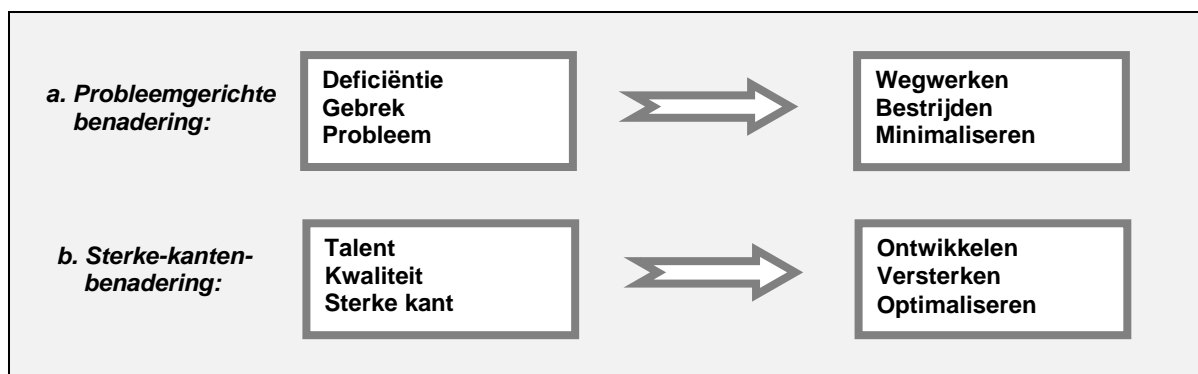 a. Probleemgerichte
benadering:
Deficiëntie
Gebrek
Probleem
Wegwerken
Bestrijden
Minimaliseren
b. Sterke-kanten-
benadering:
Talent
Kwaliteit
Sterke kant
Ontwikkelen
Versterken
Optimaliseren